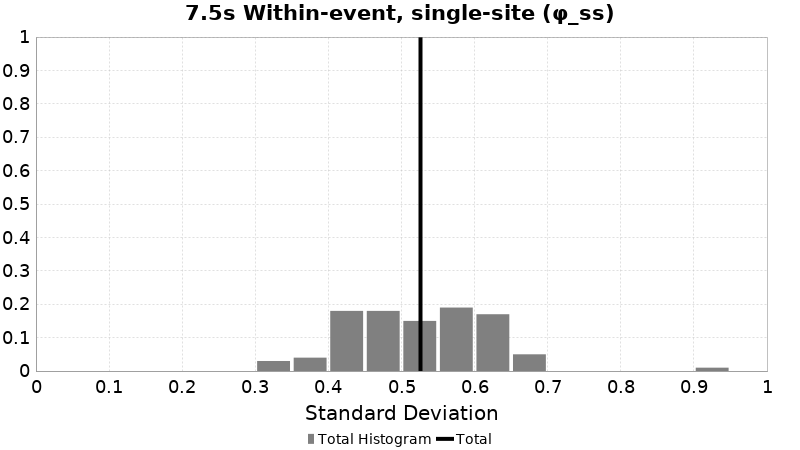 7.5s Within-event, single-site (φ_ss)
1
0.9
0.8
0.7
0.6
0.5
0.4
0.3
0.2
0.1
0
0 0.1 0.2 0.3 0.4 0.5 0.6 0.7 0.8 0.9 1
Standard Deviation
Total Histogram Total